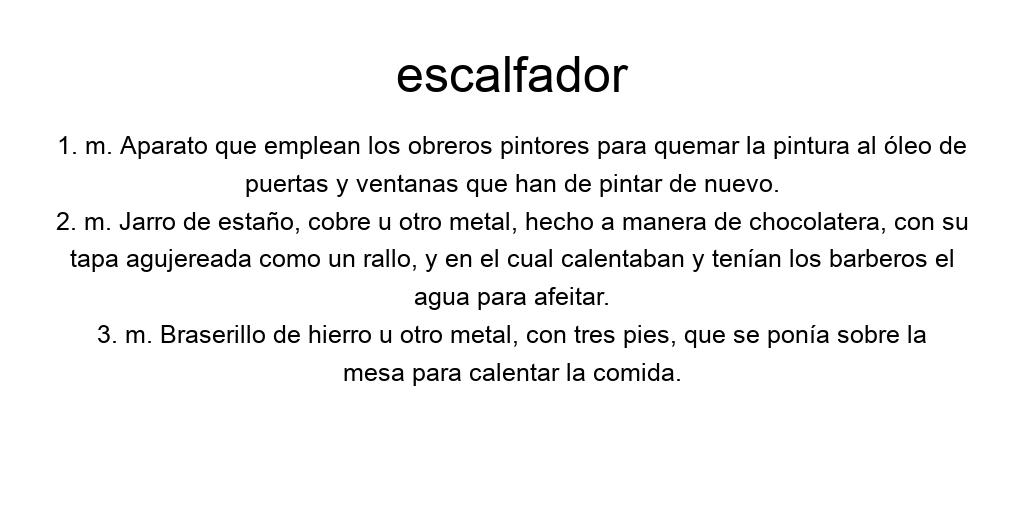 escalfador
1. m. Aparato que emplean los obreros pintores para quemar la pintura al óleo de
puertas y ventanas que han de pintar de nuevo.
2. m. Jarro de estaño, cobre u otro metal, hecho a manera de chocolatera, con su
tapa agujereada como un rallo, y en el cual calentaban y tenían los barberos el
agua para afeitar.
3. m. Braserillo de hierro u otro metal, con tres pies, que se ponía sobre la
mesa para calentar la comida.